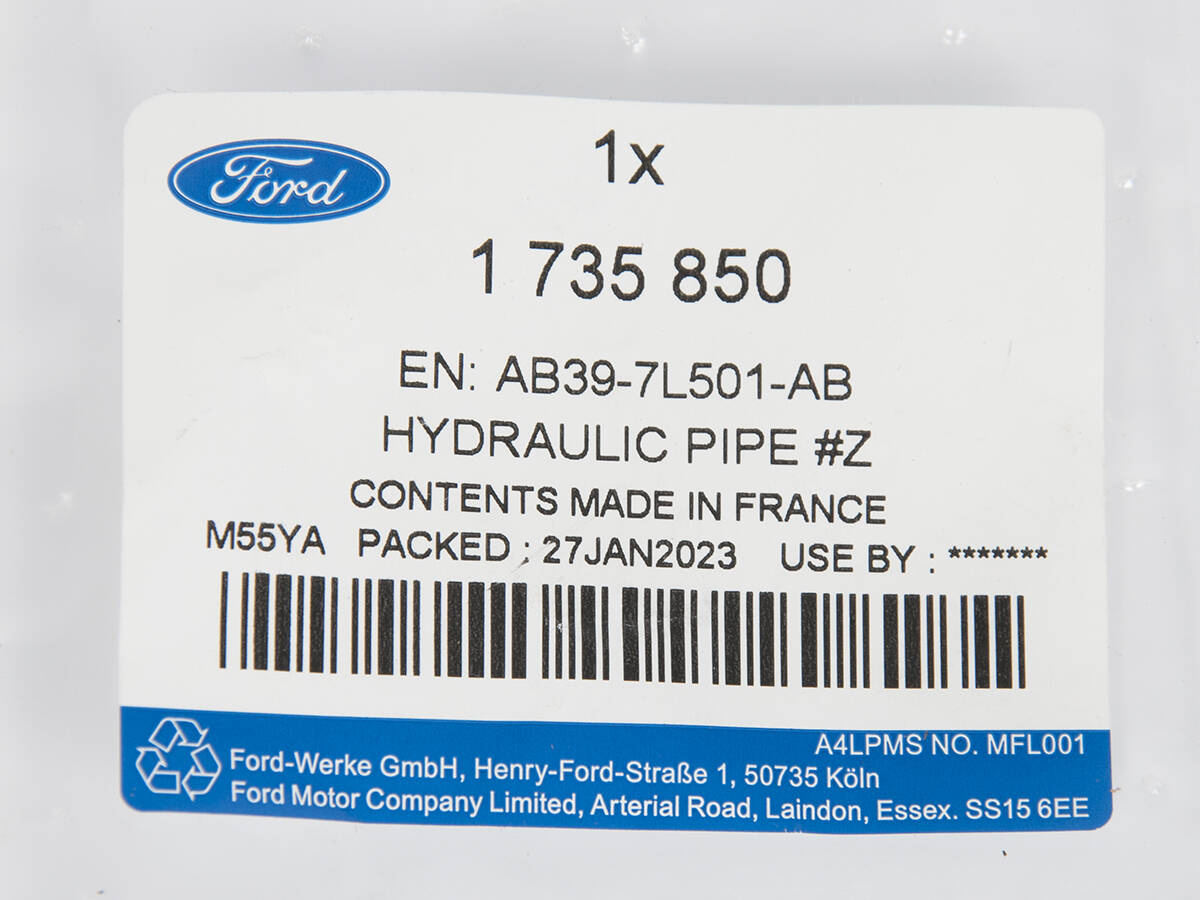 Ford
1x
1 735 850
EN: AB39-7L501-AB
HYDRAULIC PIPE #Z
CONTENTS MADE IN FRANCE
M55YA PACKED : 27JAN2023 USE BY : *******
A4LPMS NO. MFL001
Ford-Werke GmbH, Henry-Ford-Straße 1, 50735 Köln
Ford Motor Company Limited, Arterial Road, Laindon, Essex. SS15 6EE